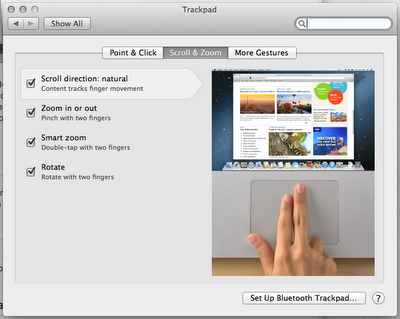 Trackpad
Show All
Point & Click
Scroll & Zoom
More Gestures
Scroll direction: natural
Content tracks finger movement
Zoom in or out
Pinch with two fingers
Smart zoom
Double-tap with two fingers
Rotate
Rotate with two fingers
Set Up Bluetooth Trackpad...
?